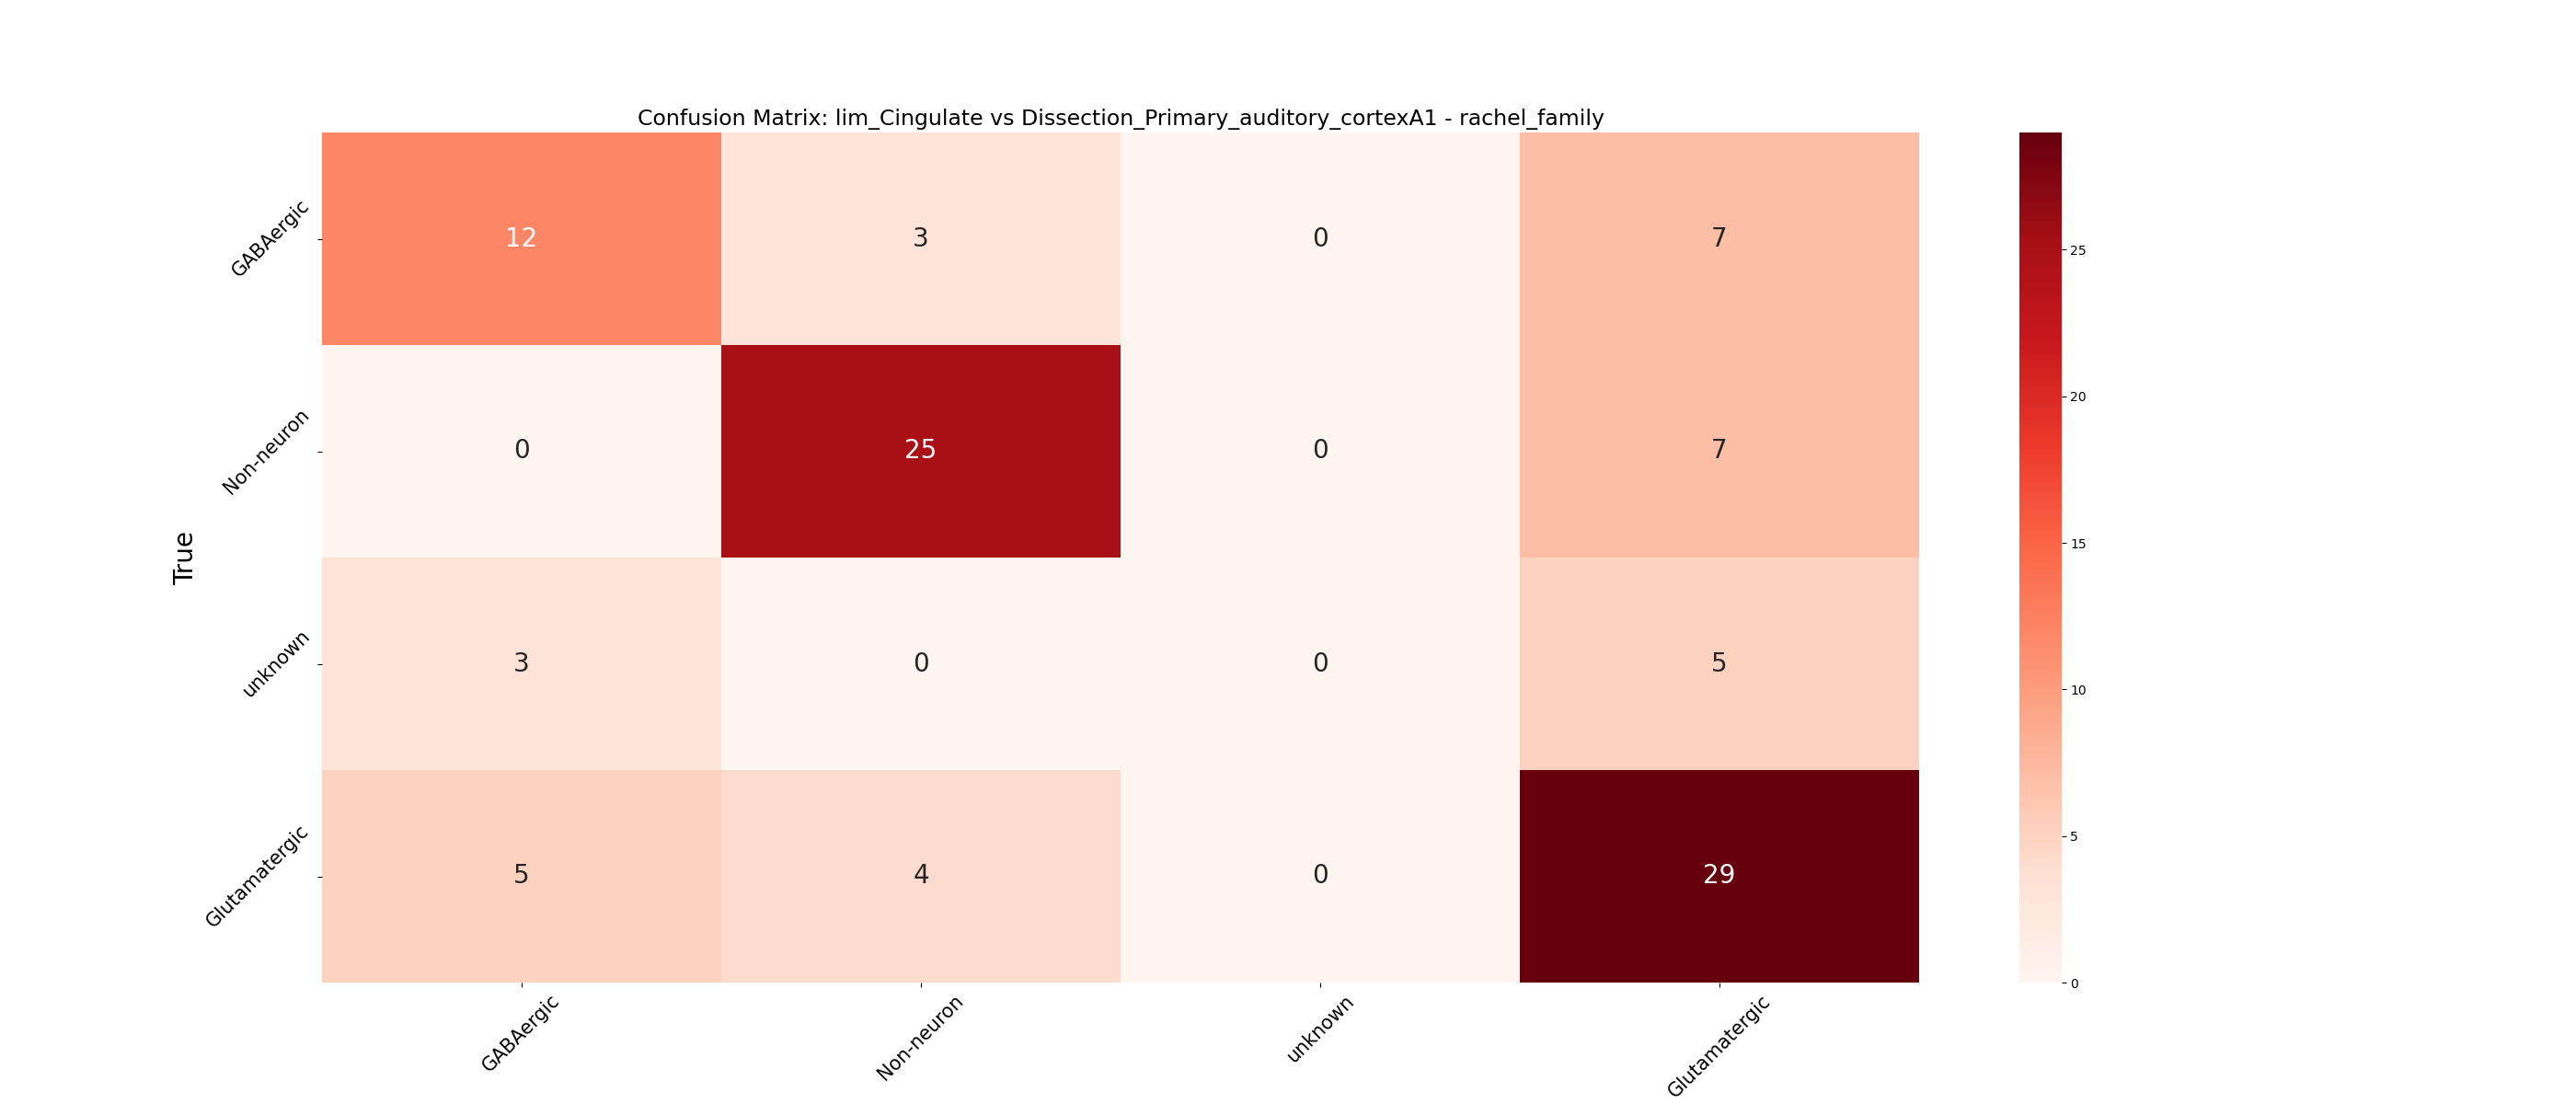 Confusion Matrix: lim_Cingulate vs Dissection_Primary_auditory_cortexA1 - rachel_family
True
GABAergic
12 3 0 7
Non-neuron
0 25 0 7
unknown
3 0 0 5
Glutamatergic
5 4 0 29
GABAergic Non-neuron unknown Glutamatergic
25
20
15
10
5
0